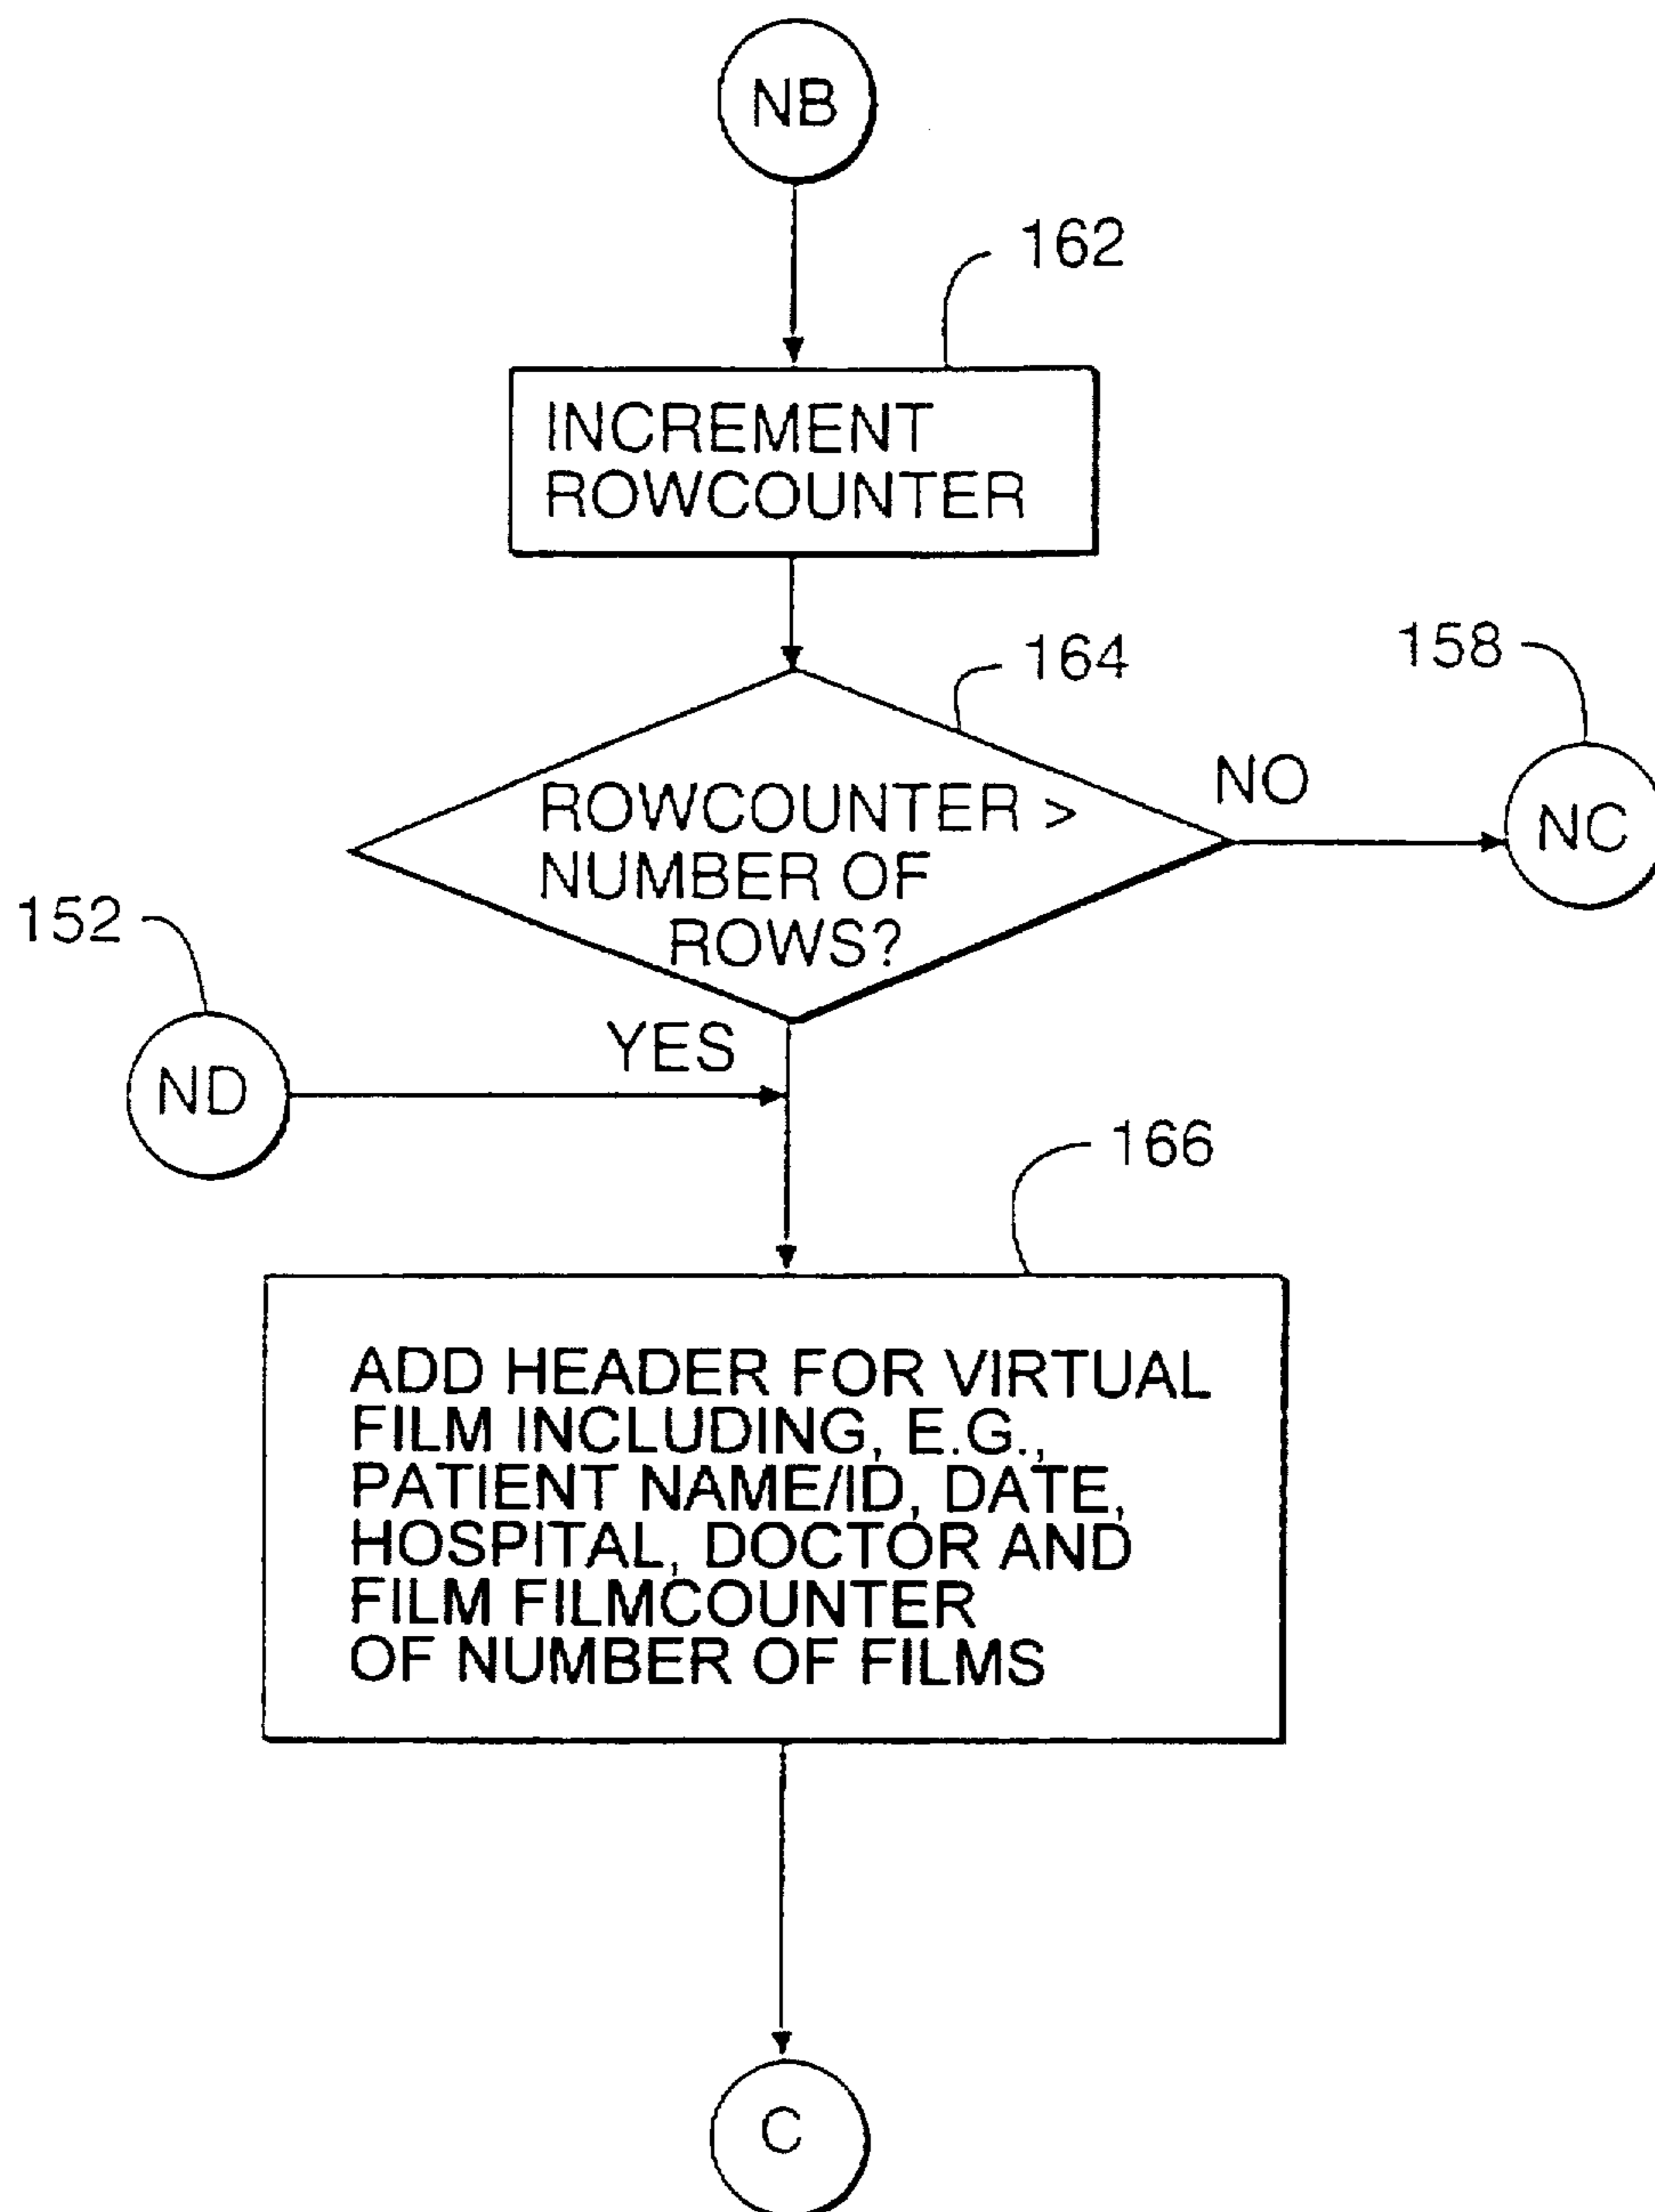 NB
162
INCREMENT
ROWCOUNTER
164
158
ROWCOUNTER >
NUMBER OF
ROWS?
NO
NC
152
YES
ND
166
ADD HEADER FOR VIRTUAL
FILM INCLUDING, E.G.,
PATIENT NAME/ID, DATE,
HOSPITAL, DOCTOR AND
FILM FILMCOUNTER
OF NUMBER OF FILMS
C